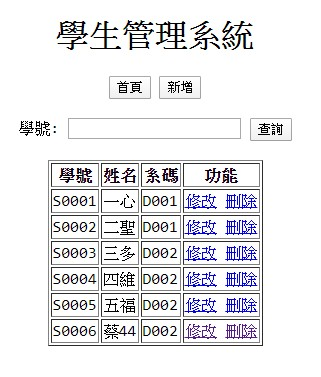 學生管理系統
首頁 新增
學號: 查詢
學號 姓名 系碼 功能
S0001 一心 D001 修改 刪除
S0002 二聖 D001 修改 刪除
S0003 三多 D002 修改 刪除
S0004 四維 D002 修改 刪除
S0005 五福 D002 修改 刪除
S0006 蔡44 D002 修改 刪除